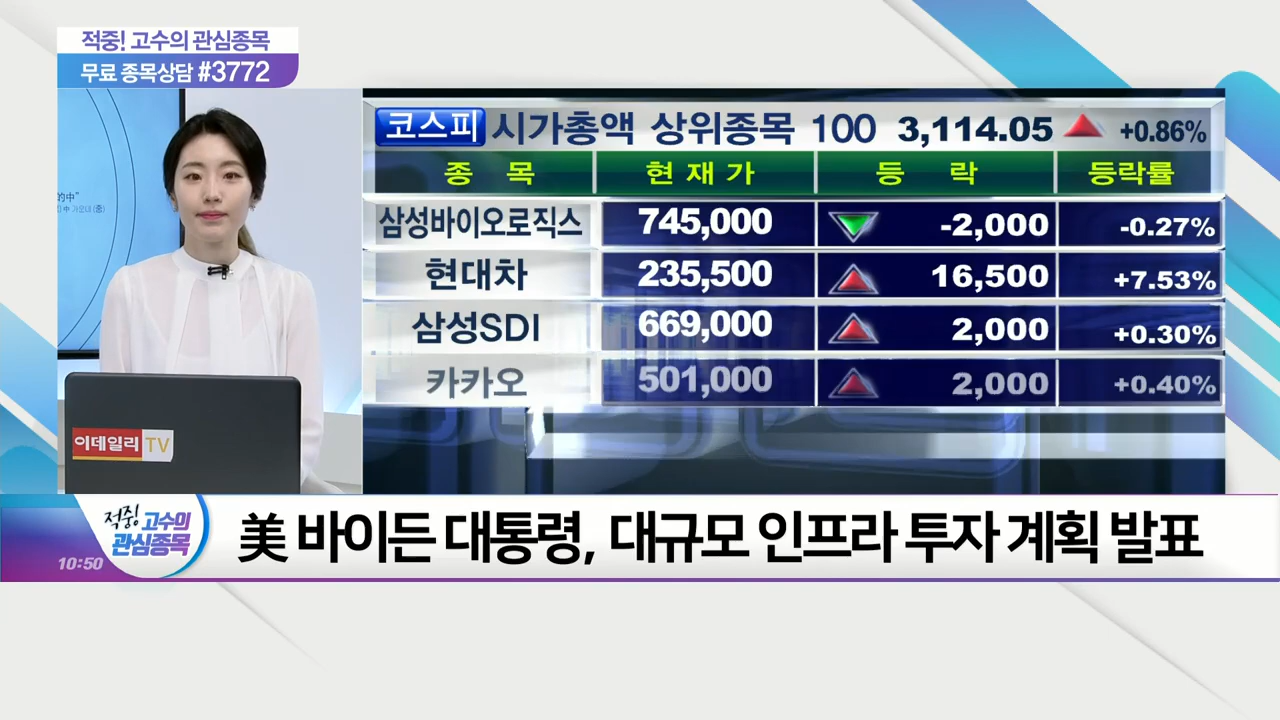 적중! 고수의 관심종목
무료 종목상담 #3772
코스피 시가총액 상위종목 100 3,114.05 +0.86%
종 목 현 재 가 등 락 등락률
삼성바이오로직스 745,000 -2,000 -0.27%
현대차 235,500 16,500 +7.53%
삼성SDI 669,000 2,000 +0.30%
카카오 501,000 2,000 +0.40%
的中"
이데일리 TV
적중! 고수의
관심종목
10:50
美 바이든 대통령, 대규모 인프라 투자 계획 발표